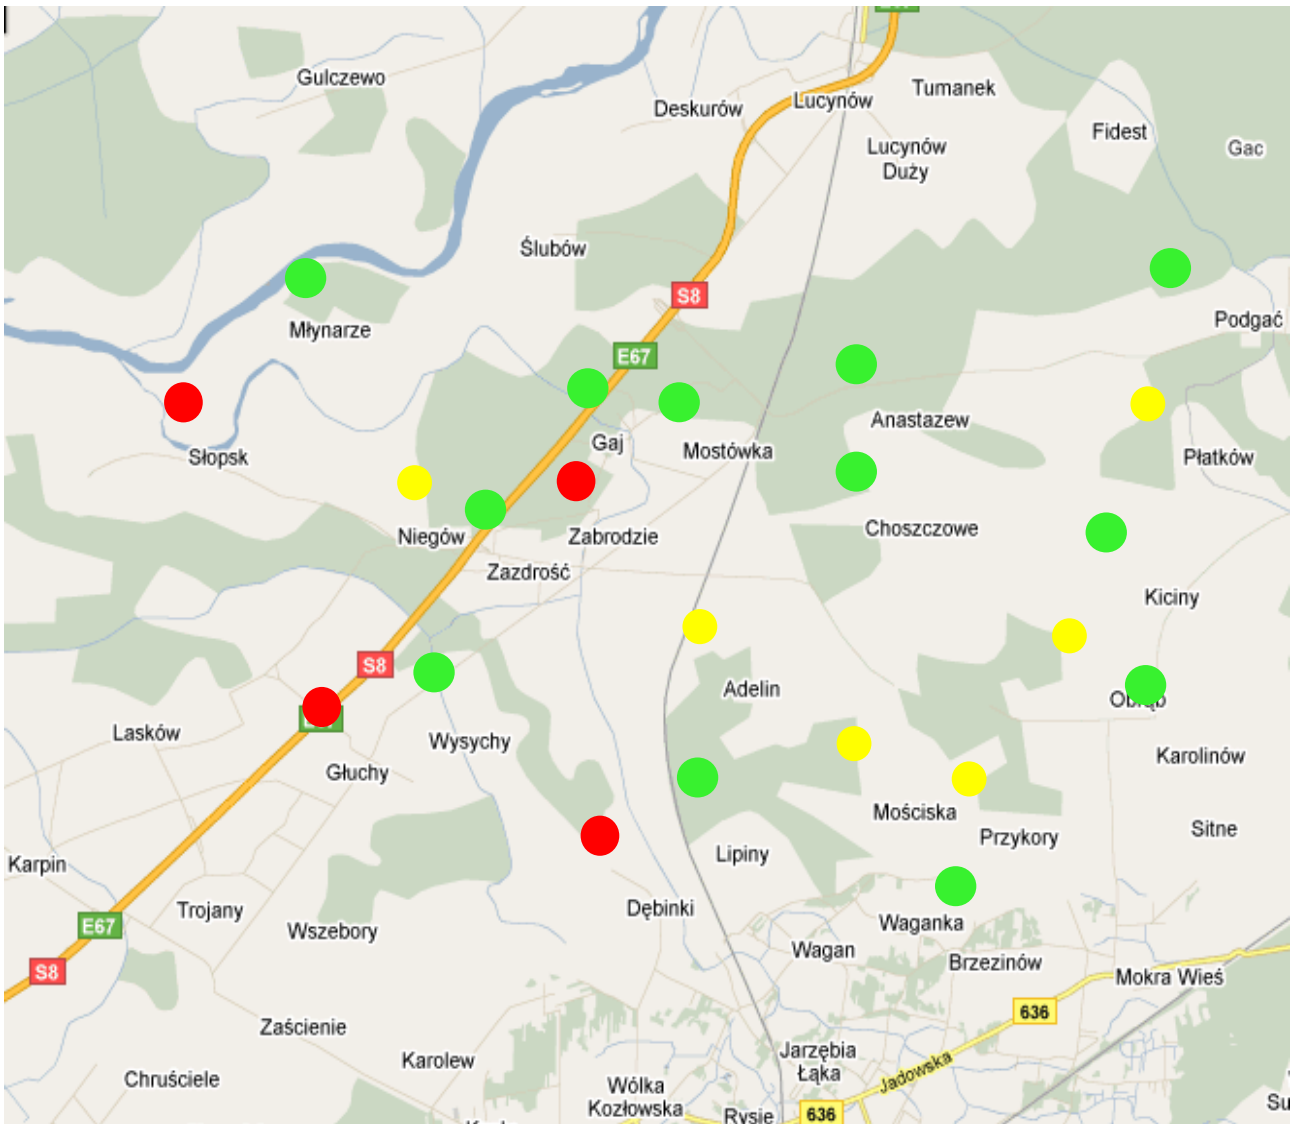 Gulczewo
Deskurów
Lucynów
Tumanek
Lucynów
Duży
Fidest
Gac
Ślubów
S8
Młynarze
E67
Podgać
Anastazew
Gaj
Mostówka
Słopsk
Płatków
Niegów
Zabrodzie
Choszczowe
Zazdrość
Kiciny
S8
Adelin
Lasków
Wysychy
Karolinów
Głuchy
Mościska
Przykory
Sitne
Lipiny
Karpin
Trojany
Dębinki
Waganka
E67
Wszebory
Wagan
Brzezinów
S8
Mokra Wieś
636
Zaścienie
Karolew
Jarzębia
Łąka
Jadowska
Chruściele
Wólka
Kozłowska
636
Rysie
Su